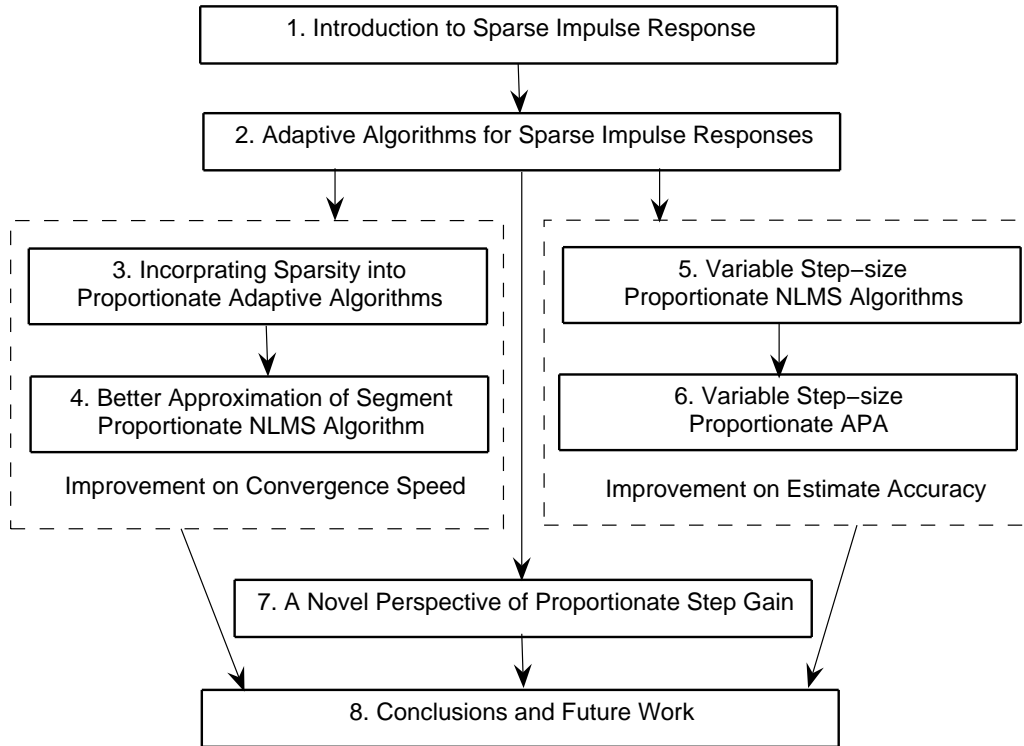 1. Introduction to Sparse Impulse Response
2. Adaptive Algorithms for Sparse Impulse Responses
3. Incorprating Sparsity into
Proportionate Adaptive Algorithms
4. Better Approximation of Segment
Proportionate NLMS Algorithm
Improvement on Convergence Speed
5. Variable Step−size
Proportionate NLMS Algorithms
6. Variable Step−size
Proportionate APA
Improvement on Estimate Accuracy
7. A Novel Perspective of Proportionate Step Gain
8. Conclusions and Future Work